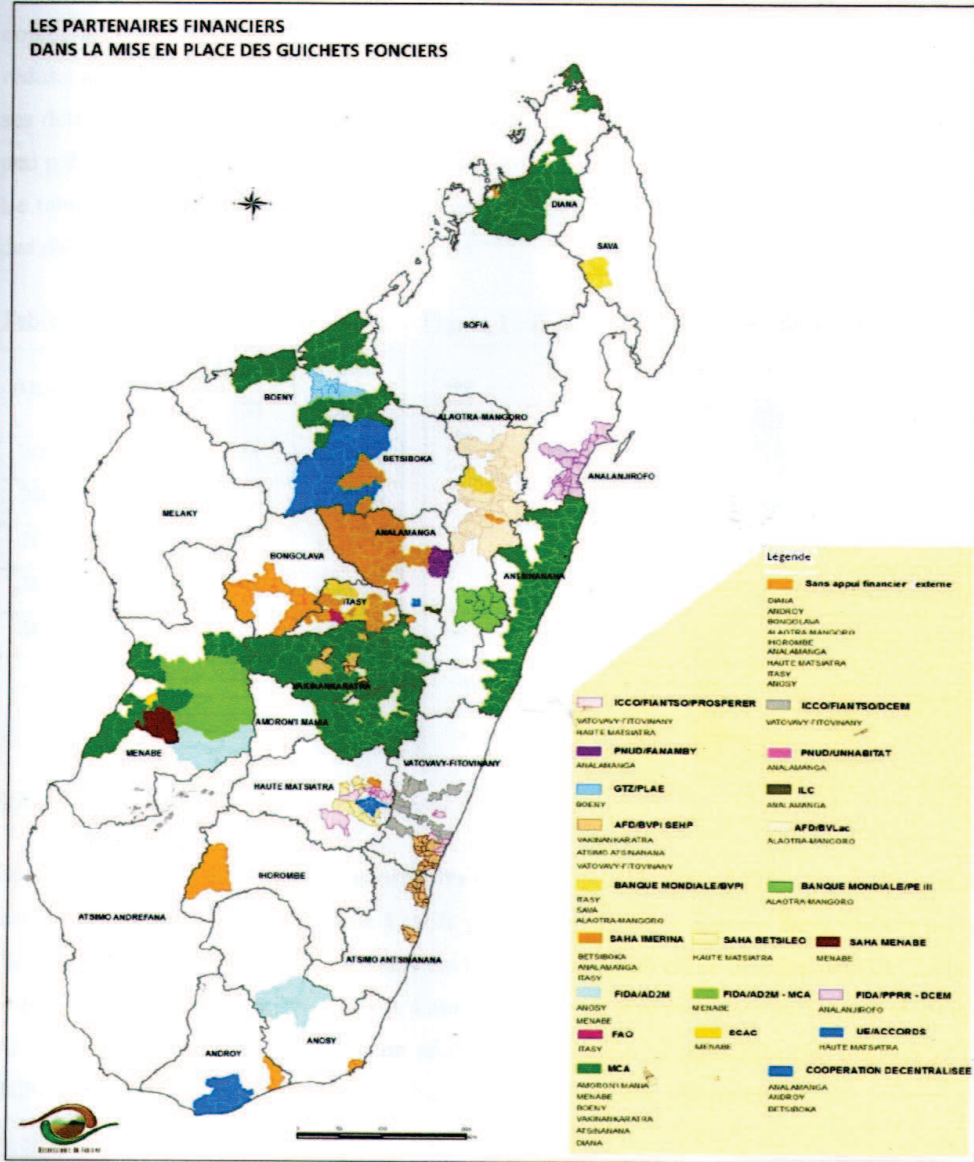 LES PARTENAIRES FINANCIERS
DANS LA MISE EN PLACE DES GUICHETS FONCIERS
DIANA
SAVA
SOFIA
BOENY
ALAOTRA-MANGORO
BETSIBOKA
ANALANJIROFO
MELAKY
ANALAMANGA
BONGOLAVA
ANTSINANANA
ITASY
VAKINANKARATRA
AMORON'I MANIA
MENABE
VATOVAVY-FITOVINANY
HAUTE MATSIATRA
IHOROMBE
ATSIMO ANDREFANA
ATSIMO ANTSINANANA
ANOSY
ANDROY
Légende
Sans appui financier externe
DIANA
ANDROY
BONGOLAVA
ALAOTRA-MANGORO
IHOROMBE
ANALAMANGA
HAUTE MATSIATRA
ITASY
ANOSY
ICCO/FIANTSO/PROSPERER
VATOVAVY-FITOVINANY
HAUTE MATSIATRA
ICCO/FIANTSO/DCEM
VATOVAVY-FITOVINANY
PNUD/FANAMBY
ANALAMANGA
PNUD/UNHABITAT
ANALAMANGA
GTZ/PLAE
BOENY
ILC
ANALAMANGA
AFD/BVPI SEHP
VAKINANKARATRA
ATSIMO ATSINANANA
VATOVAVY-FITOVINANY
AFD/BVLac
ALAOTRA-MANGORO
BANQUE MONDIALE/BVPI
ITASY
SAVA
ALAOTRA-MANGORO
BANQUE MONDIALE/PE III
ALAOTRA-MANGORO
SAHA IMERINA
BETSIBOKA
ANALAMANGA
ITASY
SAHA BETSILEO
HAUTE MATSIATRA
SAHA MENABE
MENABE
FIDA/AD2M
ANOSY
MENABE
FIDA/AD2M - MCA
MENABE
FIDA/PPRR - DCEM
ANALANJIROFO
FAO
ITASY
ECAC
MENABE
UE/ACCORDS
HAUTE MATSIATRA
MCA
AMORON'I MANIA
MENABE
BOENY
VAKINANKARATRA
ATSINANANA
DIANA
COOPERATION DECENTRALISEE
ANALAMANGA
ANDROY
BETSIBOKA